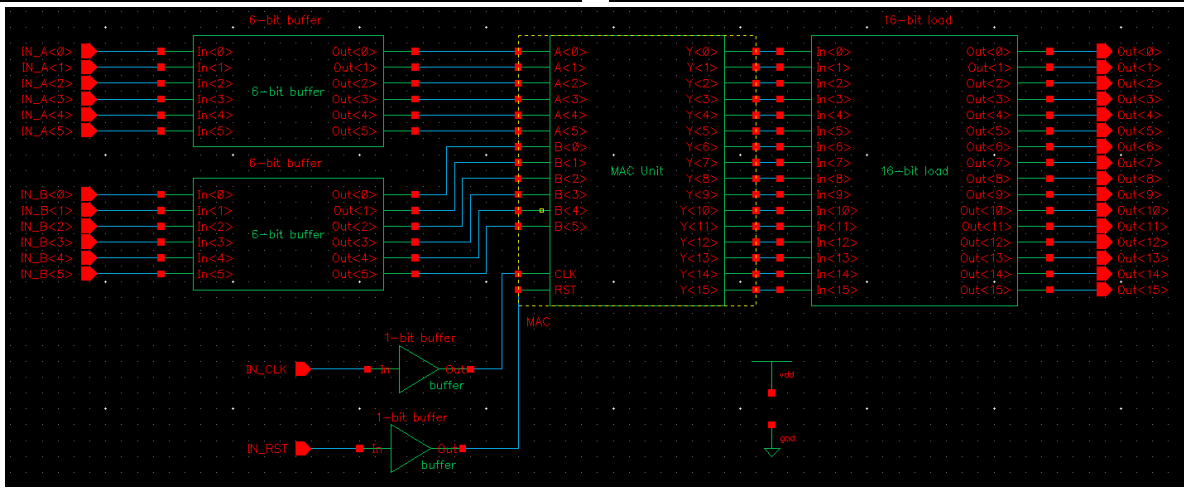 6-bit buffer
16-bit load
IN_A<0> In<0> Out<0> A<0> Y<0> In<0> Out<0> Out<0>
IN_A<1> In<1> Out<1> A<1> Y<1> In<1> Out<1> Out<1>
IN_A<2> In<2> Out<2> A<2> Y<2> In<2> Out<2> Out<2>
6-bit buffer
IN_A<3> In<3> Out<3> A<3> Y<3> In<3> Out<3> Out<3>
IN_A<4> In<4> Out<4> A<4> Y<4> In<4> Out<4> Out<4>
IN_A<5> In<5> Out<5> A<5> Y<5> In<5> Out<5> Out<5>
B<0> Y<6> In<6> Out<6> Out<6>
6-bit buffer
B<1> Y<7> In<7> Out<7> Out<7>
MAC Unit
16-bit load
B<2> Y<8> In<8> Out<8> Out<8>
IN_B<0> In<0> Out<0> B<3> Y<9> In<9> Out<9> Out<9>
IN_B<1> In<1> Out<1> B<4> Y<10> In<10> Out<10> Out<10>
IN_B<2> In<2> Out<2> B<5> Y<11> In<11> Out<11> Out<11>
6-bit buffer
IN_B<3> In<3> Out<3> Y<12> In<12> Out<12> Out<12>
IN_B<4> In<4> Out<4> Y<13> In<13> Out<13> Out<13>
IN_B<5> In<5> Out<5> CLK Y<14> In<14> Out<14> Out<14>
RST Y<15> In<15> Out<15> Out<15>
MAC
1-bit buffer
IN_CLK In Out
buffer
vdd
1-bit buffer
gnd
IN_RST In Out
buffer